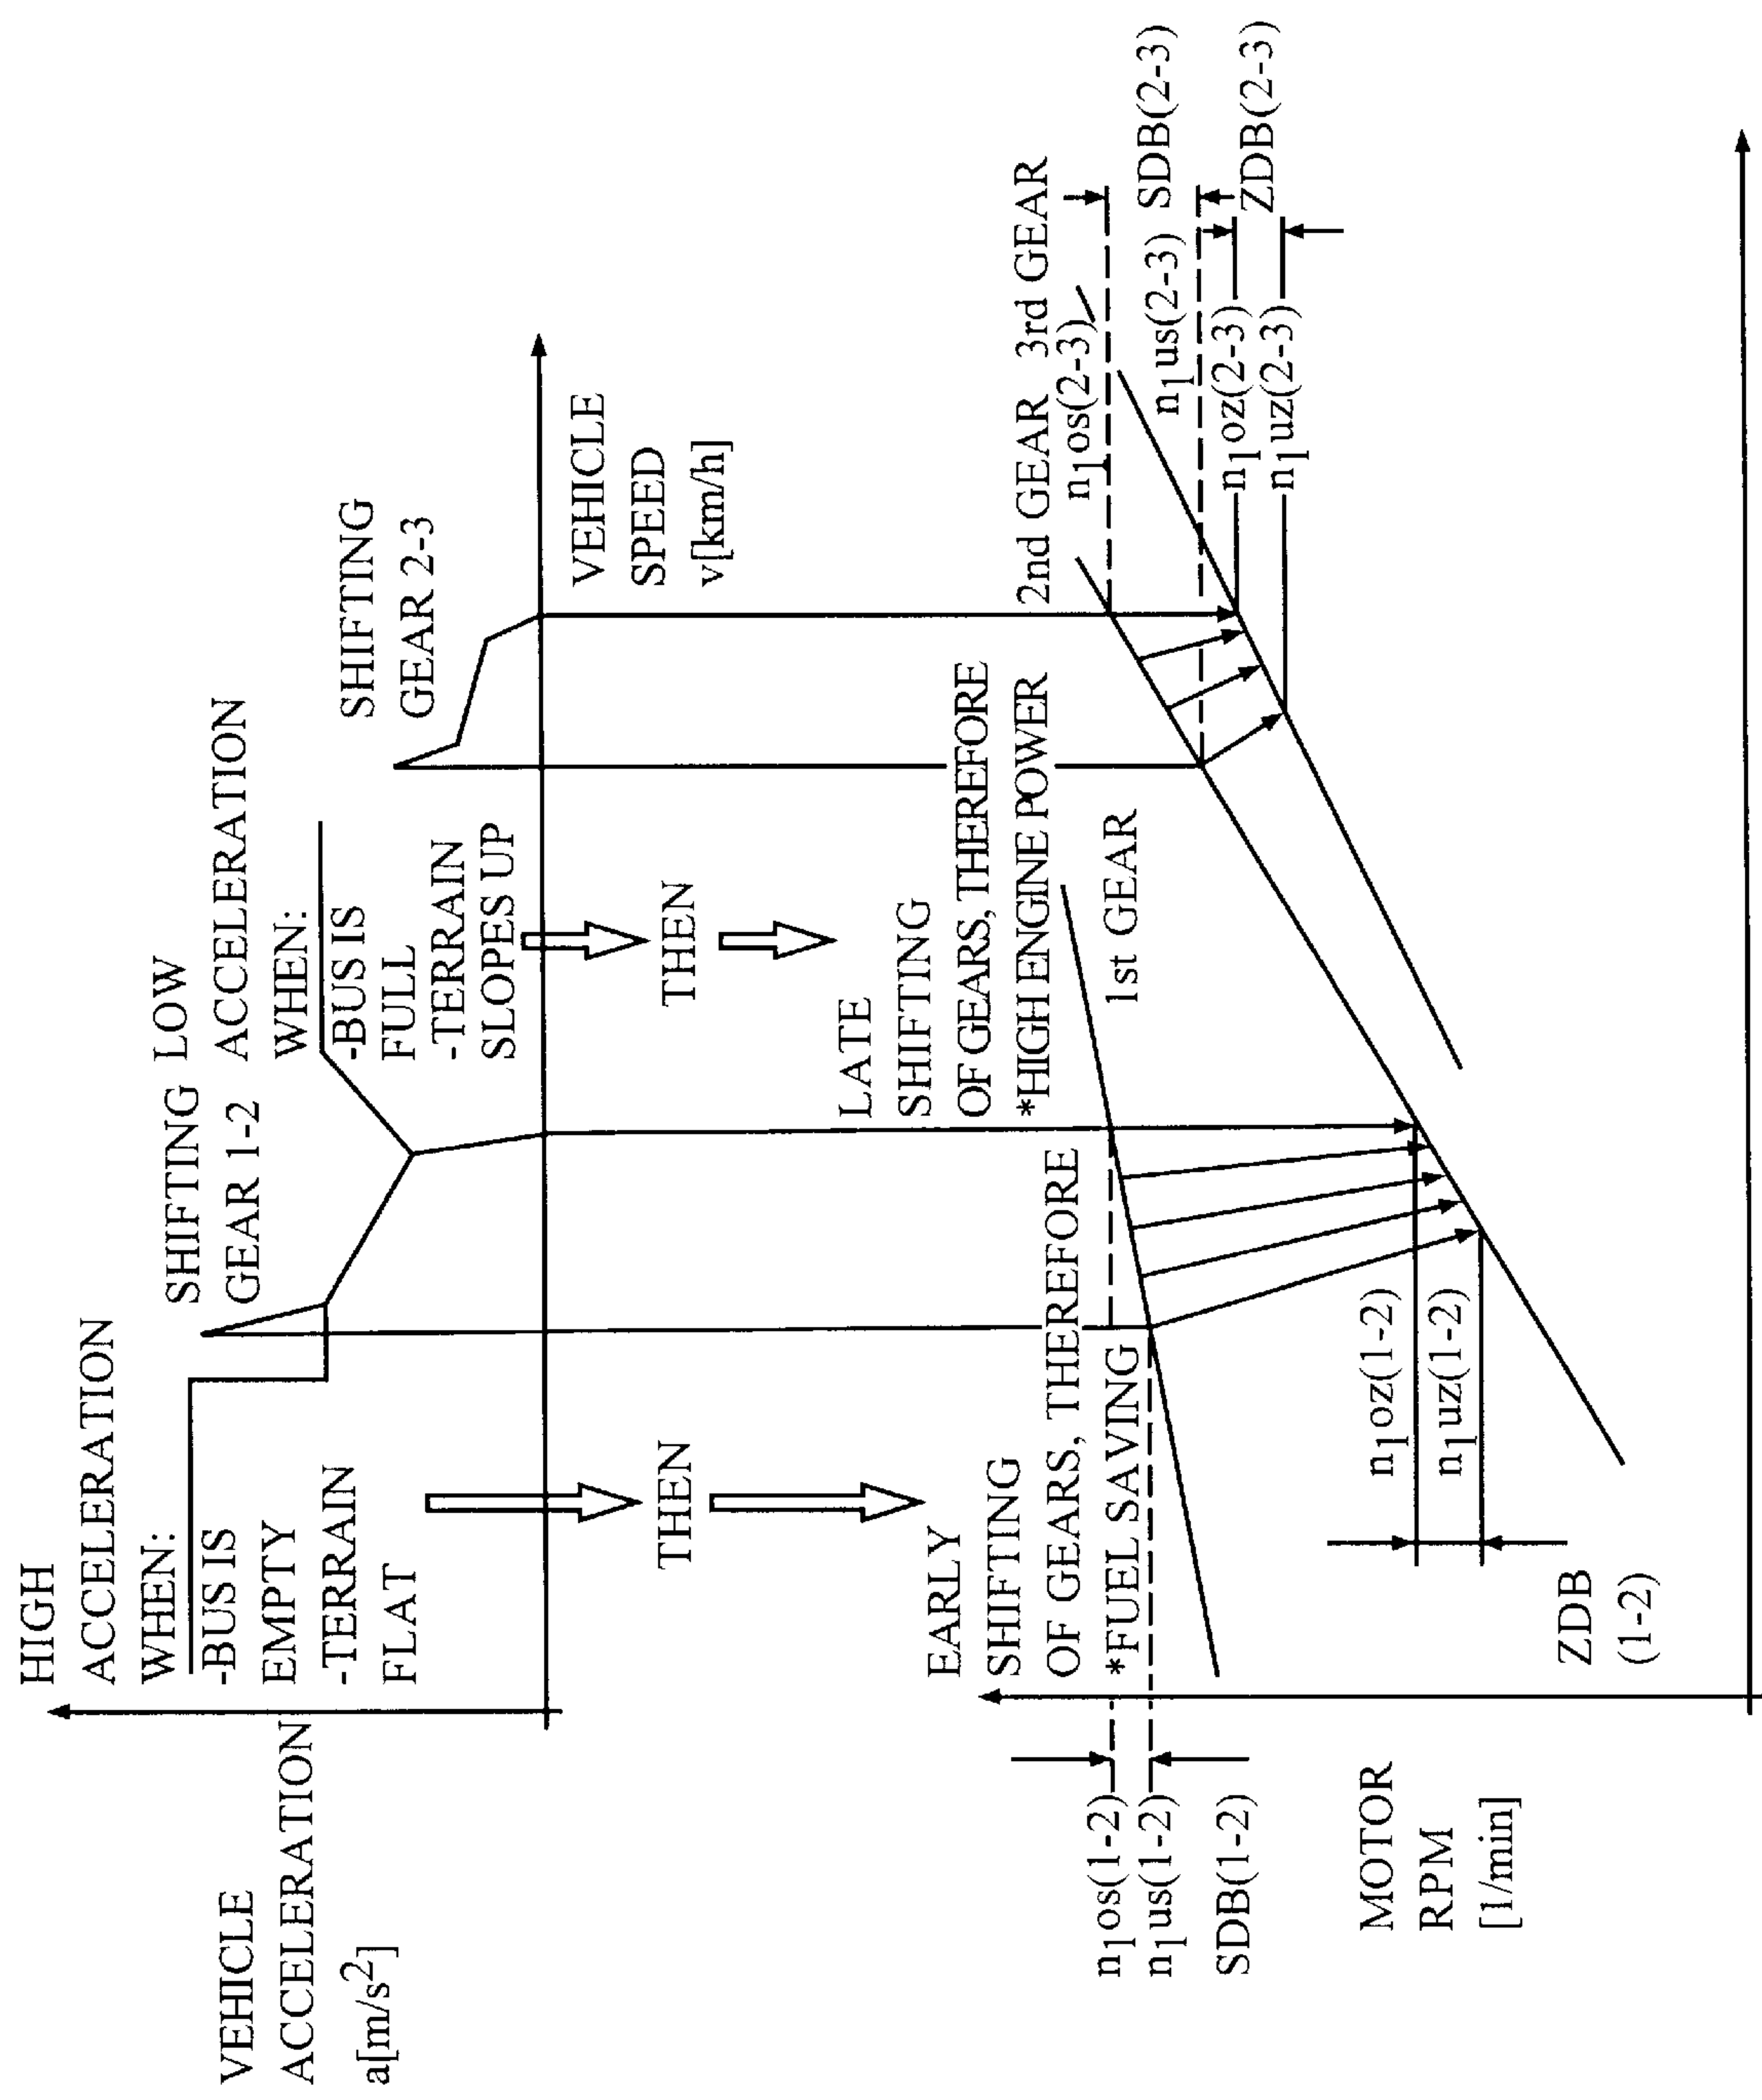 HIGH
ACCELERATION
WHEN:
-BUS IS
EMPTY
-TERRAIN
FLAT
VEHICLE
ACCELERATION
a[m/s²]
SHIFTING
GEAR 1-2
LOW
ACCELERATION
WHEN:
-BUS IS
FULL
-TERRAIN
SLOPES UP
SHIFTING
GEAR 2-3
VEHICLE
SPEED
v[km/h]
THEN
THEN
EARLY
SHIFTING
OF GEARS, THEREFORE
*FUEL SAVING
LATE
SHIFTING
OF GEARS, THEREFORE
*HIGH ENGINE POWER
1st GEAR
2nd GEAR 3rd GEAR
n₁os(2-3)
n₁us(2-3)
SDB(2-3)
n₁oz(2-3)
n₁uz(2-3)
ZDB(2-3)
n₁os(1-2)
n₁us(1-2)
SDB(1-2)
n₁oz(1-2)
n₁uz(1-2)
MOTOR
RPM
[1/min]
ZDB
(1-2)